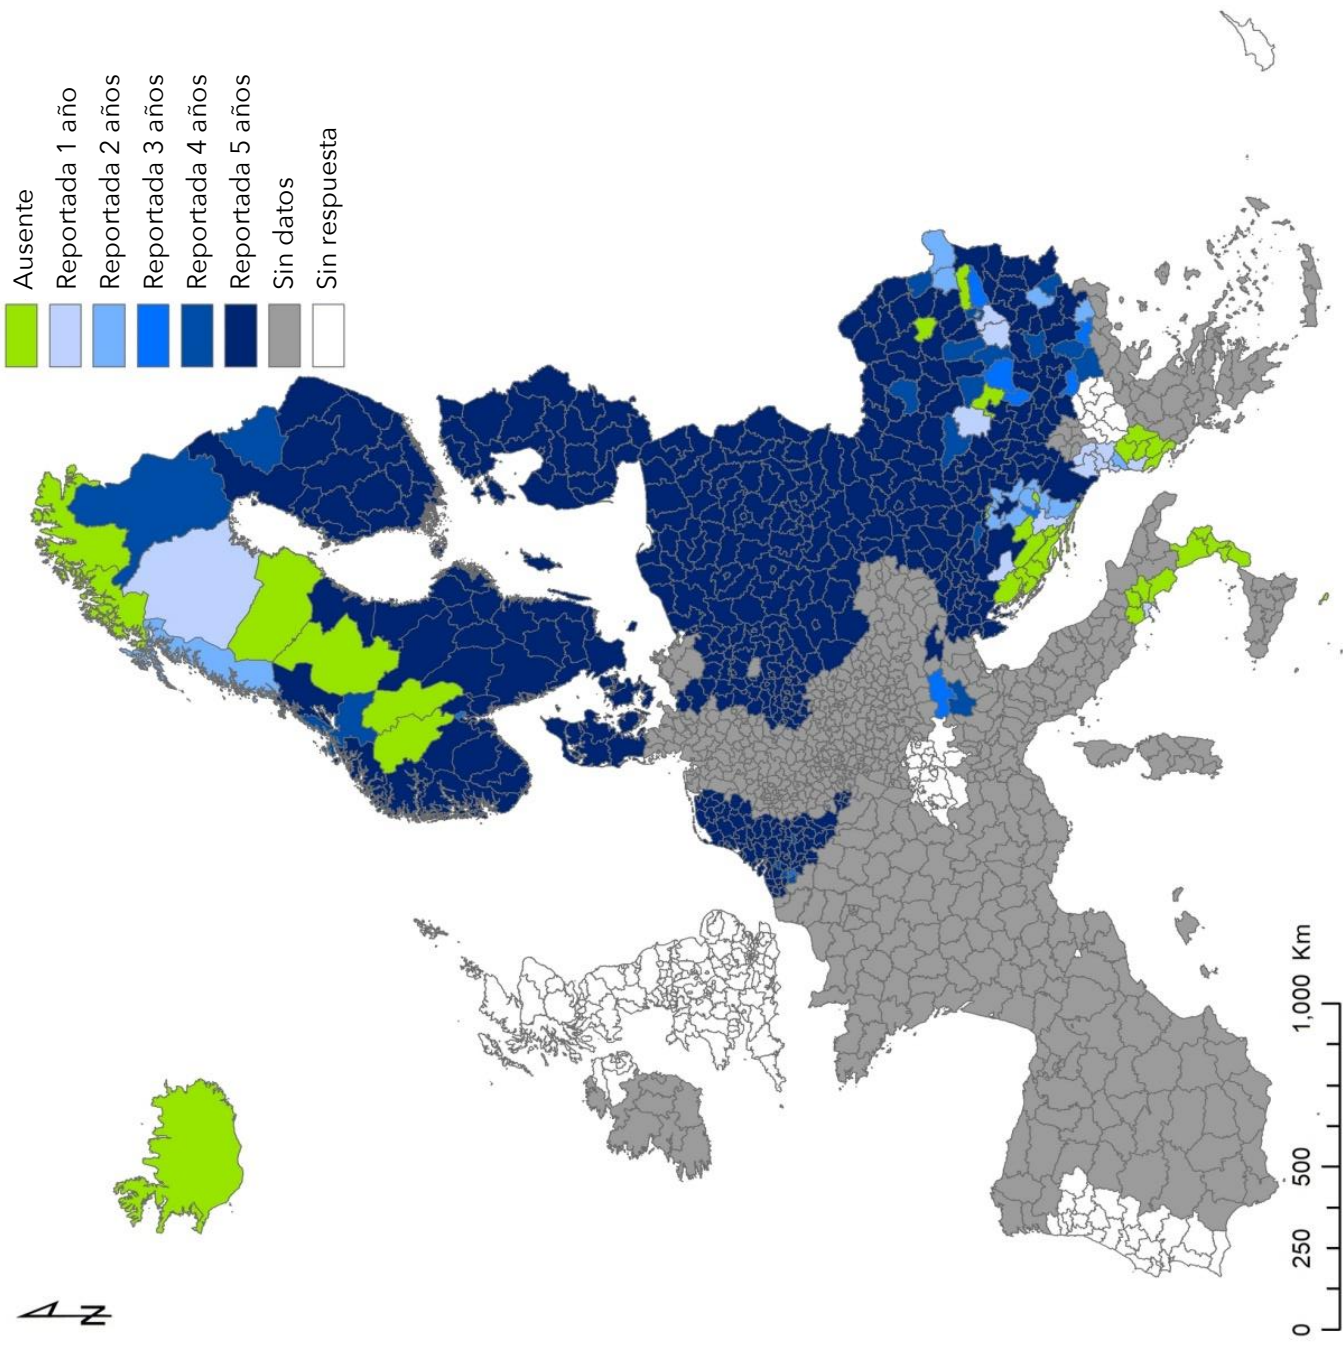 Ausente
Reportada 1 año
Reportada 2 años
Reportada 3 años
Reportada 4 años
Reportada 5 años
Sin datos
Sin respuesta
N
0 250 500 1,000 Km